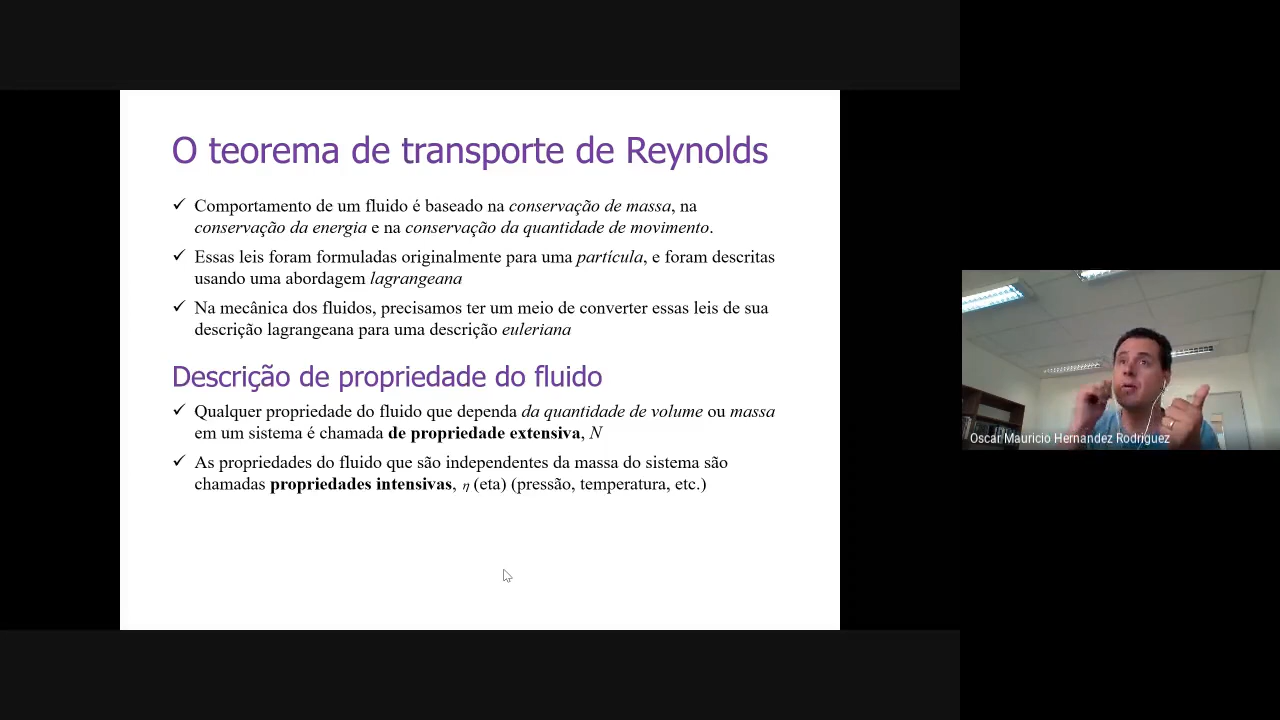 O teorema de transporte de Reynolds
✓ Comportamento de um fluido é baseado na conservação de massa, na
conservação da energia e na conservação da quantidade de movimento.
✓ Essas leis foram formuladas originalmente para uma partícula, e foram descritas
usando uma abordagem lagrangeana
✓ Na mecânica dos fluidos, precisamos ter um meio de converter essas leis de sua
descrição lagrangeana para uma descrição euleriana
Descrição de propriedade do fluido
✓ Qualquer propriedade do fluido que dependa da quantidade de volume ou massa
em um sistema é chamada de propriedade extensiva, N
✓ As propriedades do fluido que são independentes da massa do sistema são
chamadas propriedades intensivas, η (eta) (pressão, temperatura, etc.)
Oscar Mauricio Hernandez Rodriguez